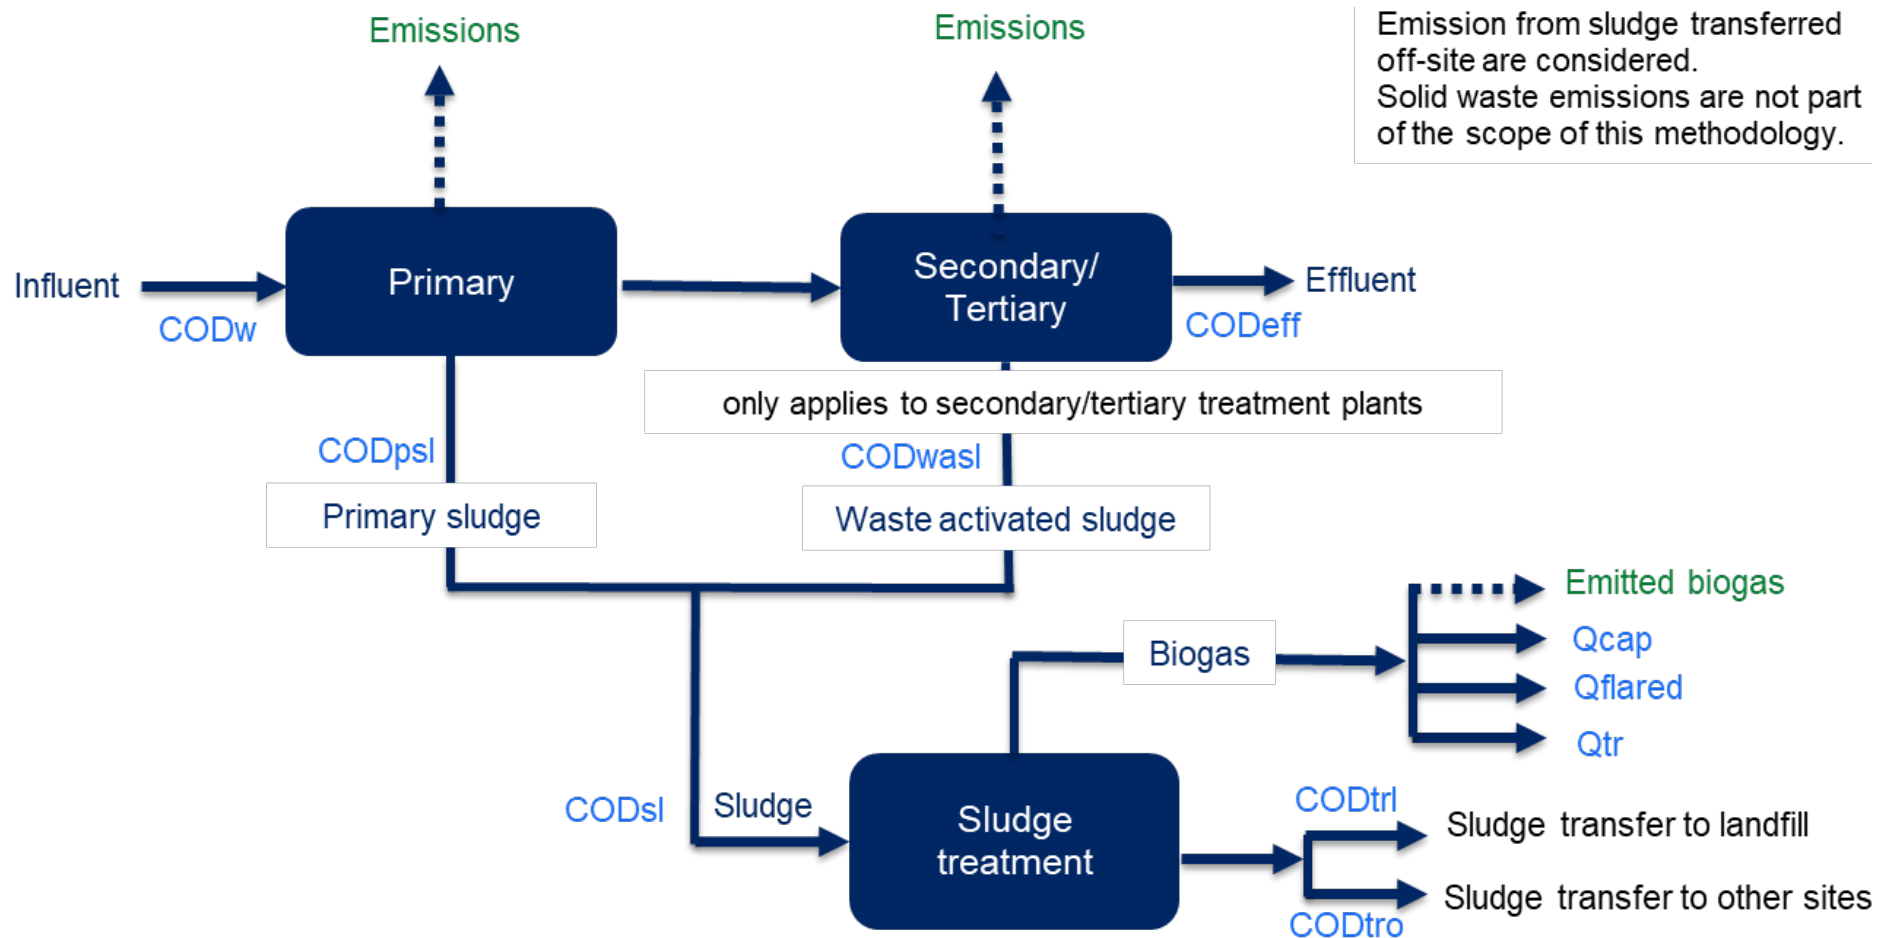 Emissions
Emissions
Emission from sludge transferred
off-site are considered.
Solid waste emissions are not part
of the scope of this methodology.
Influent
CODw
Primary
Secondary/
Tertiary
Effluent
CODeff
only applies to secondary/tertiary treatment plants
CODpsl
CODwasl
Primary sludge
Waste activated sludge
Emitted biogas
Biogas
Qcap
Qflared
Qtr
CODsl
Sludge
Sludge
treatment
CODtrl
Sludge transfer to landfill
Sludge transfer to other sites
CODtro